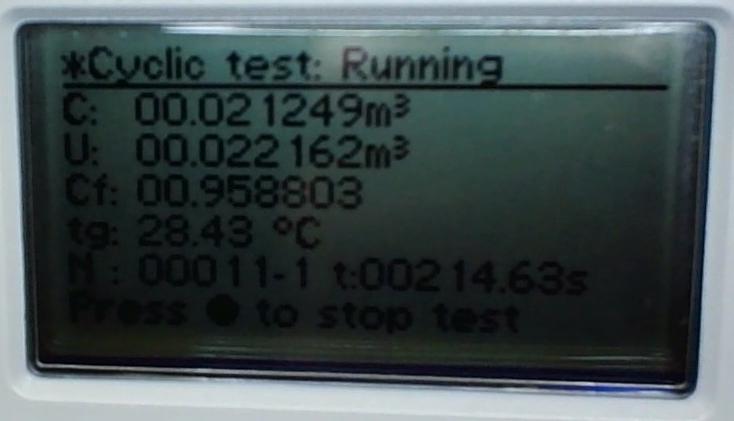 *Cyclic test: Running
C: 00.021249m³
U: 00.022162m³
Cf: 00.958803
tg: 28.43 °C
N : 00011-1 t:00214.63s
Press ● to stop test